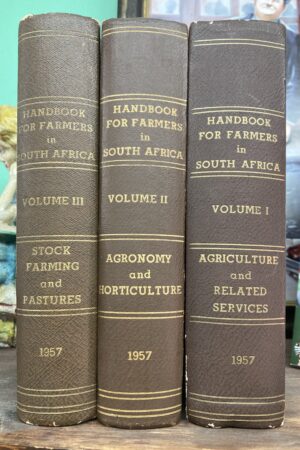 HANDBOOK
FOR FARMERS
in
SOUTH AFRICA
VOLUME III
STOCK
FARMING
and
PASTURES
1957
HANDBOOK
FOR FARMERS
in
SOUTH AFRICA
VOLUME II
AGRONOMY
and
HORTICULTURE
1957
HANDBOOK
FOR FARMERS
in
SOUTH AFRICA
VOLUME I
AGRICULTURE
and
RELATED
SERVICES
1957